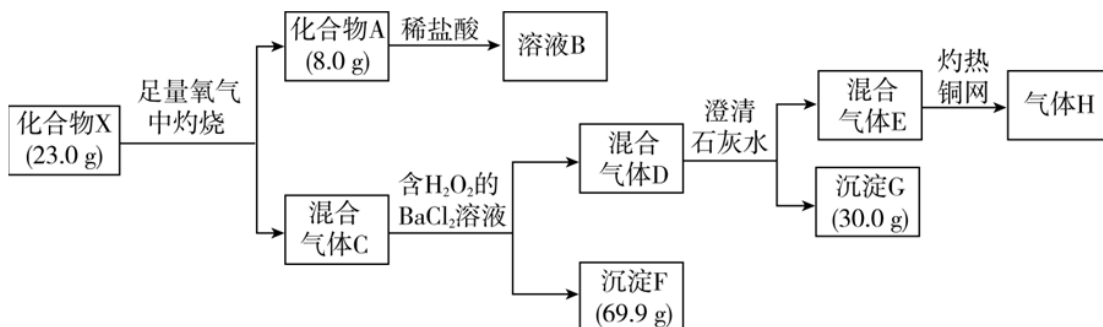 化合物X
(23.0 g)
足量氧气
中灼烧
化合物A
(8.0 g)
稀盐酸
溶液B
混合
气体C
含H₂O₂的
BaCl₂溶液
混合
气体D
沉淀F
(69.9 g)
澄清
石灰水
混合
气体E
沉淀G
(30.0 g)
灼热
铜网
气体H